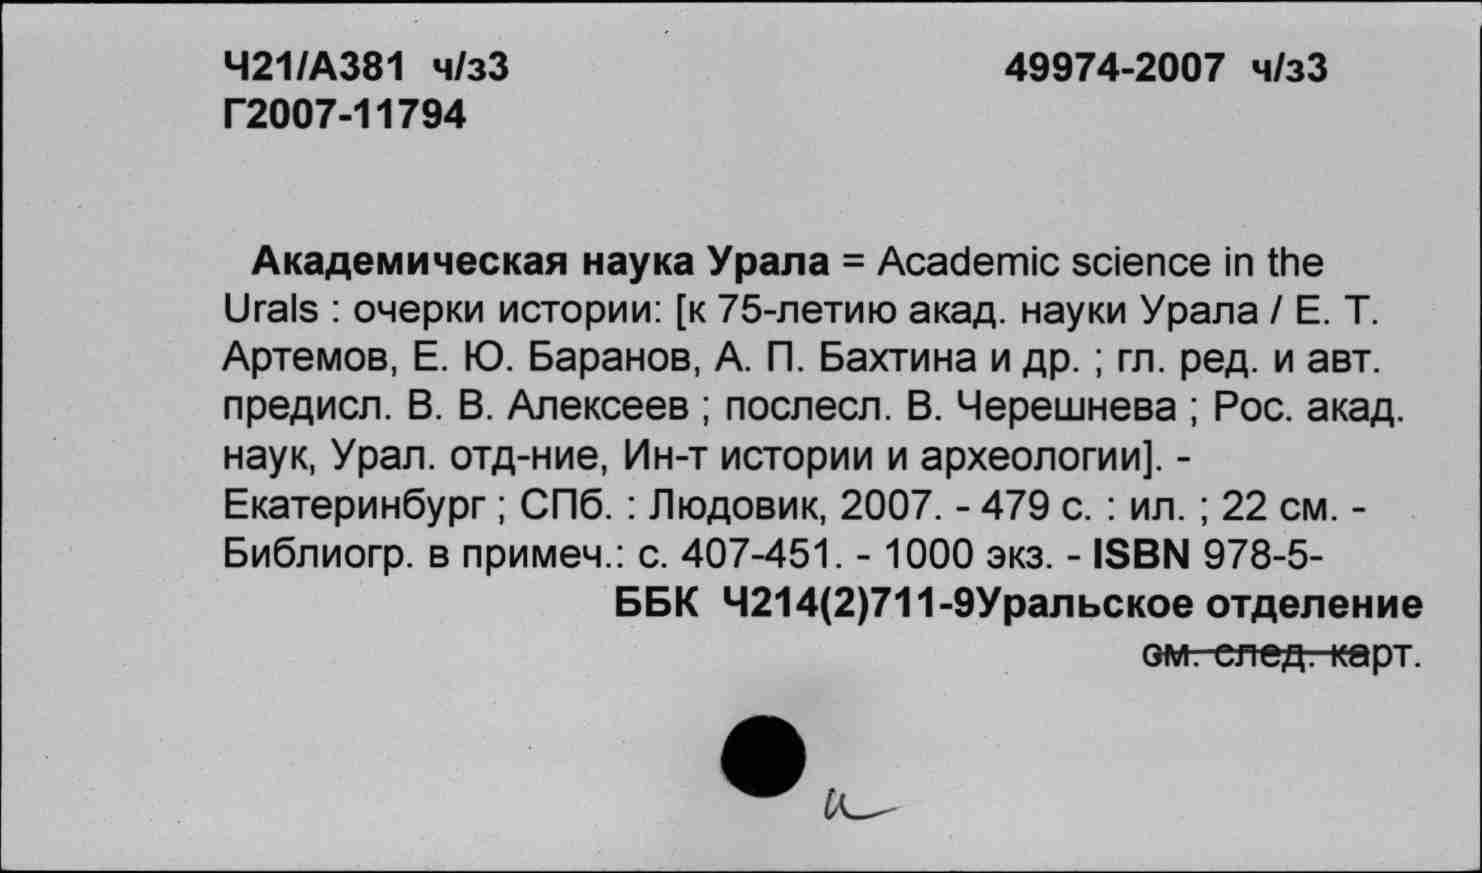 Ч21/А381 ч/з3 49974-2007 ч/з3
Г2007-11794
Академическая наука Урала = Academic science in the
Urals : очерки истории: [к 75-летию акад. науки Урала / Е. Т.
Артемов, Е. Ю. Баранов, А. П. Бахтина и др. ; гл. ред. и авт.
предисл. В. В. Алексеев ; послесл. В. Черешнева ; Рос. акад.
наук, Урал. отд-ние, Ин-т истории и археологии]. -
Екатеринбург ; СПб. : Людовик, 2007. - 479 с. : ил. ; 22 см. -
Библиогр. в примеч.: с. 407-451. - 1000 экз. - ISBN 978-5-
ББК Ч214(2)711-9Уральское отделение
см. след. карт.